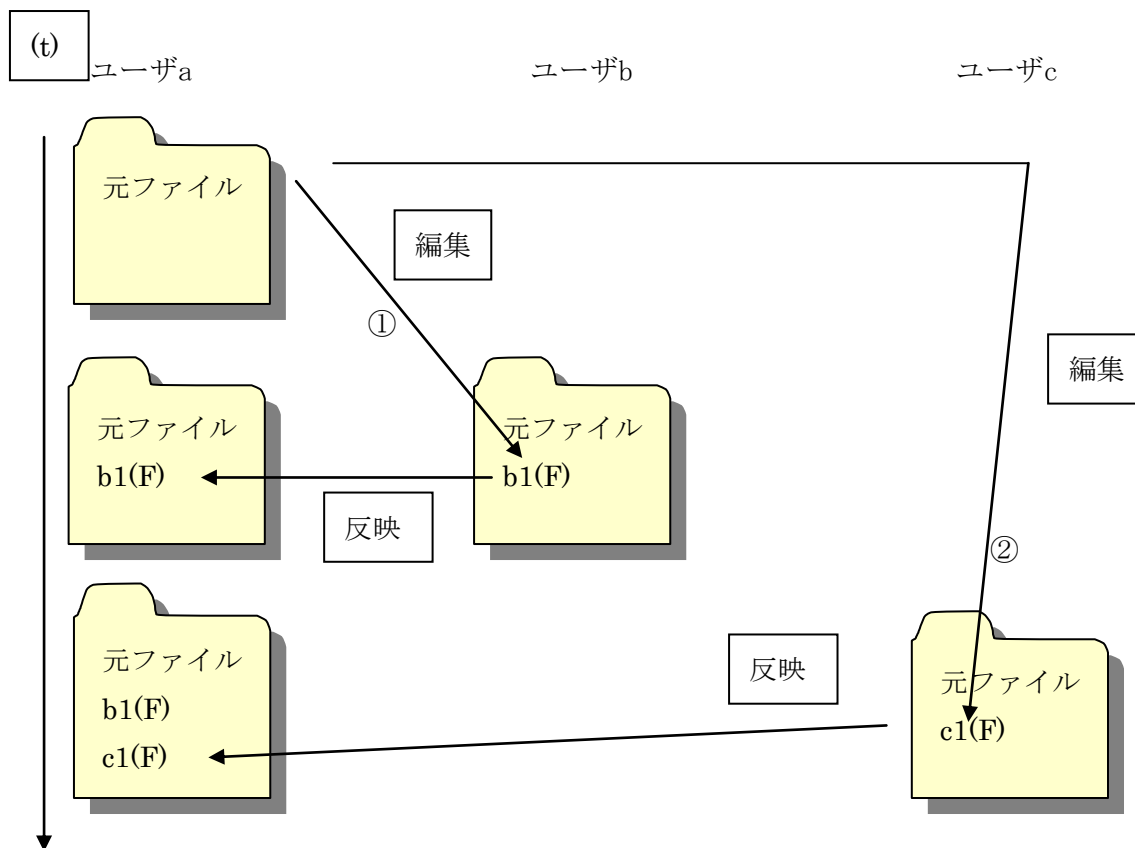 (t)
ユーザa
ユーザb
ユーザc
元ファイル
編集
①
編集
元ファイル
b1(F)
元ファイル
b1(F)
反映
②
元ファイル
b1(F)
c1(F)
反映
元ファイル
c1(F)